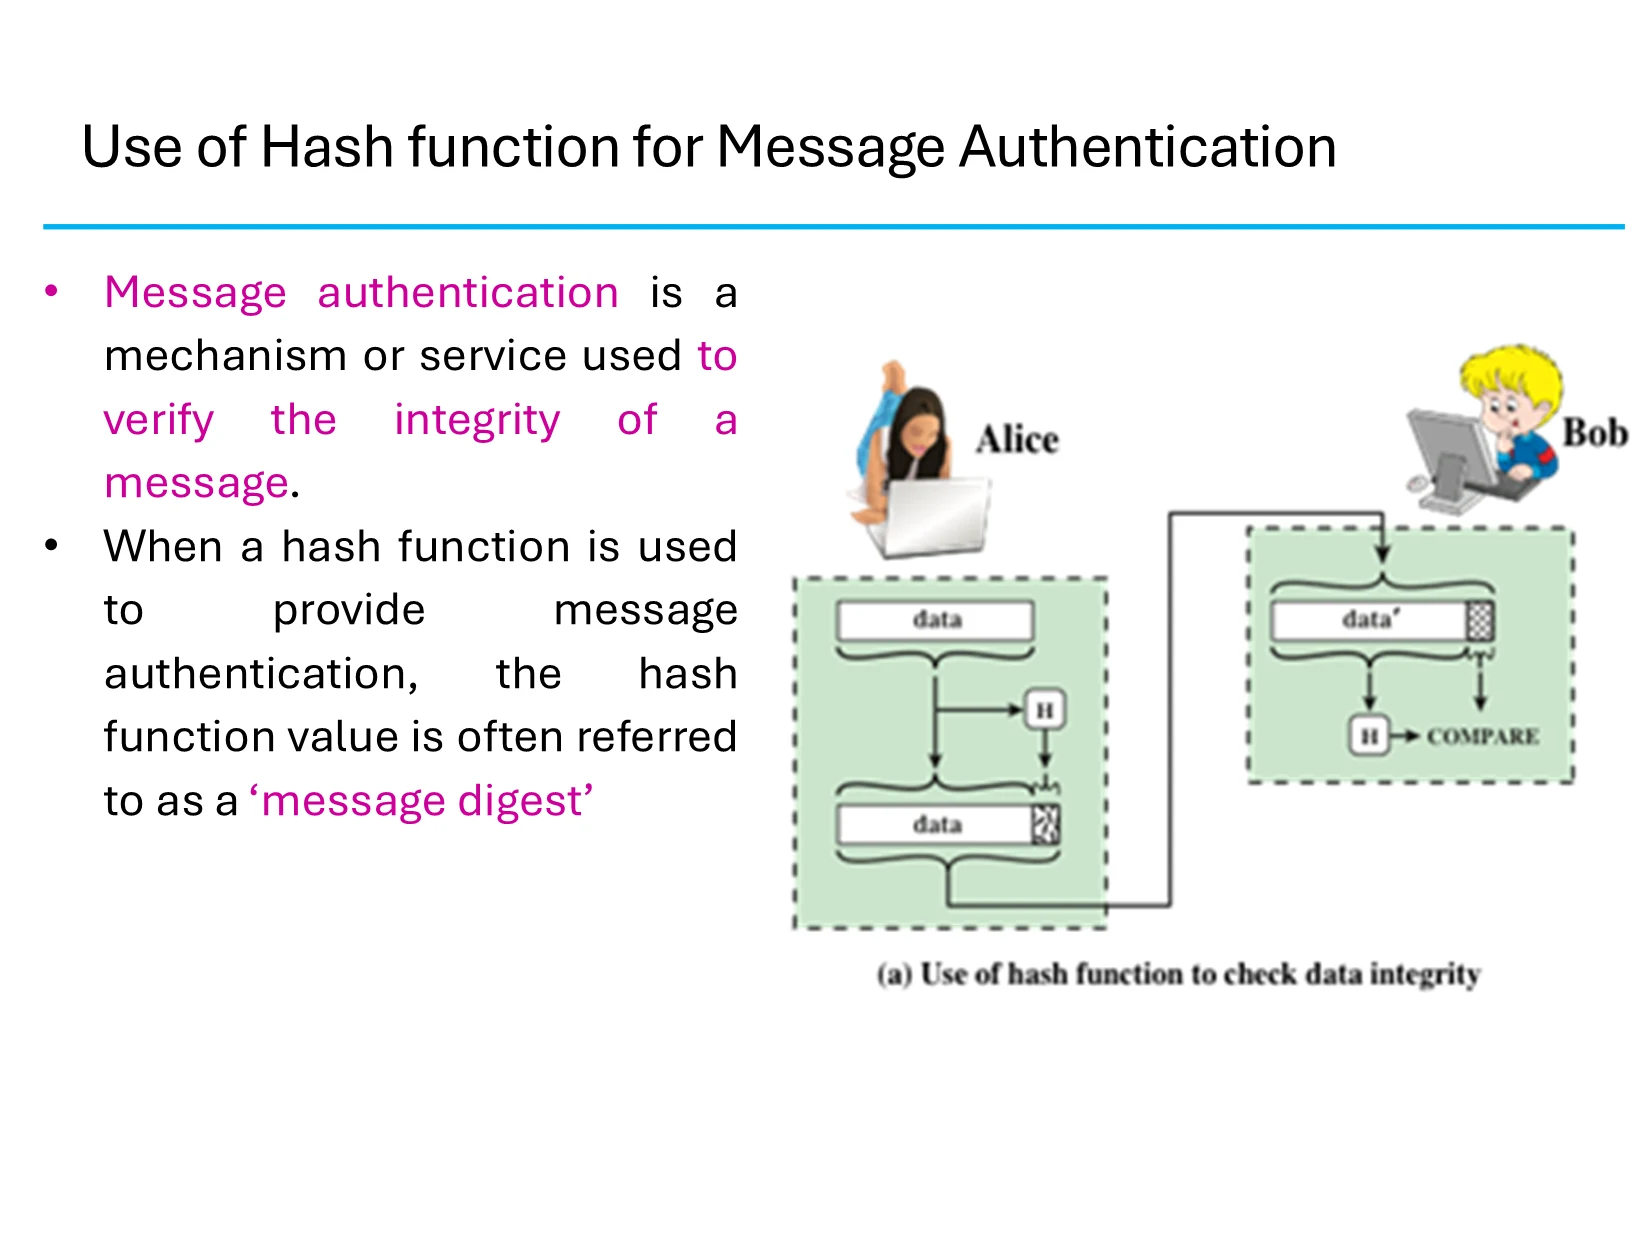 Use of Hash function for Message Authentication
• Message authentication is a
mechanism or service used to
verify the integrity of a
message.
• When a hash function is used
to provide message
authentication, the hash
function value is often referred
to as a ‘message digest’
Alice
Bob
data
H
data
data′
H
COMPARE
(a) Use of hash function to check data integrity